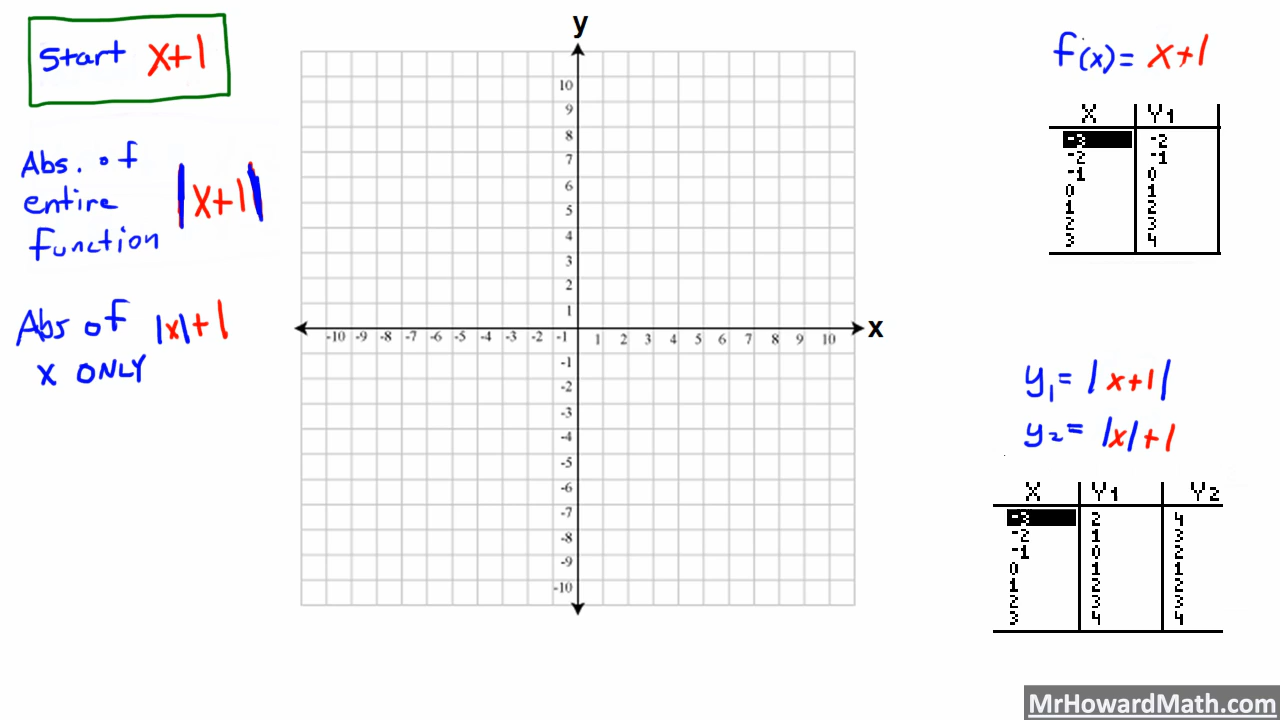 Start x+1
Abs. of
entire
function
|x+1|
Abs of |x|+1
x ONLY
y
10
9
8
7
6
5
4
3
2
1
-10 -9 -8 -7 -6 -5 -4 -3 -2 -1 1 2 3 4 5 6 7 8 9 10
x
-1
-2
-3
-4
-5
-6
-7
-8
-9
-10
f(x)= x+1
X Y1
-3 -2
-2 -1
-1 0
0 1
1 2
2 3
3 4
y1= |x+1|
y2= |x|+1
X Y1 Y2
-3 2 4
-2 1 3
-1 0 2
0 1 1
1 2 2
2 3 3
3 4 4
MrHowardMath.com